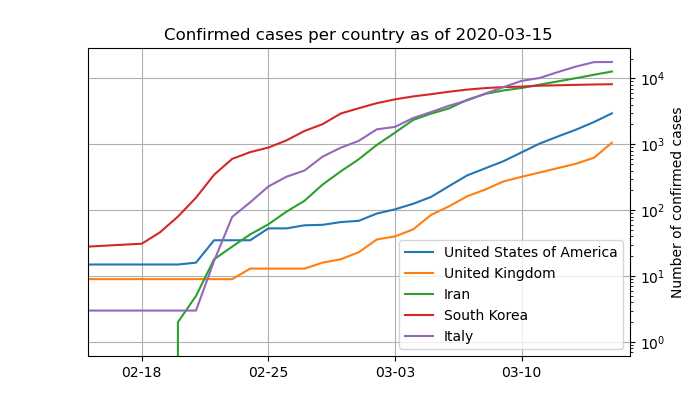 Confirmed cases per country as of 2020-03-15
10⁴
10³
10²
10¹
10⁰
Number of confirmed cases
United States of America
United Kingdom
Iran
South Korea
Italy
02-18 02-25 03-03 03-10